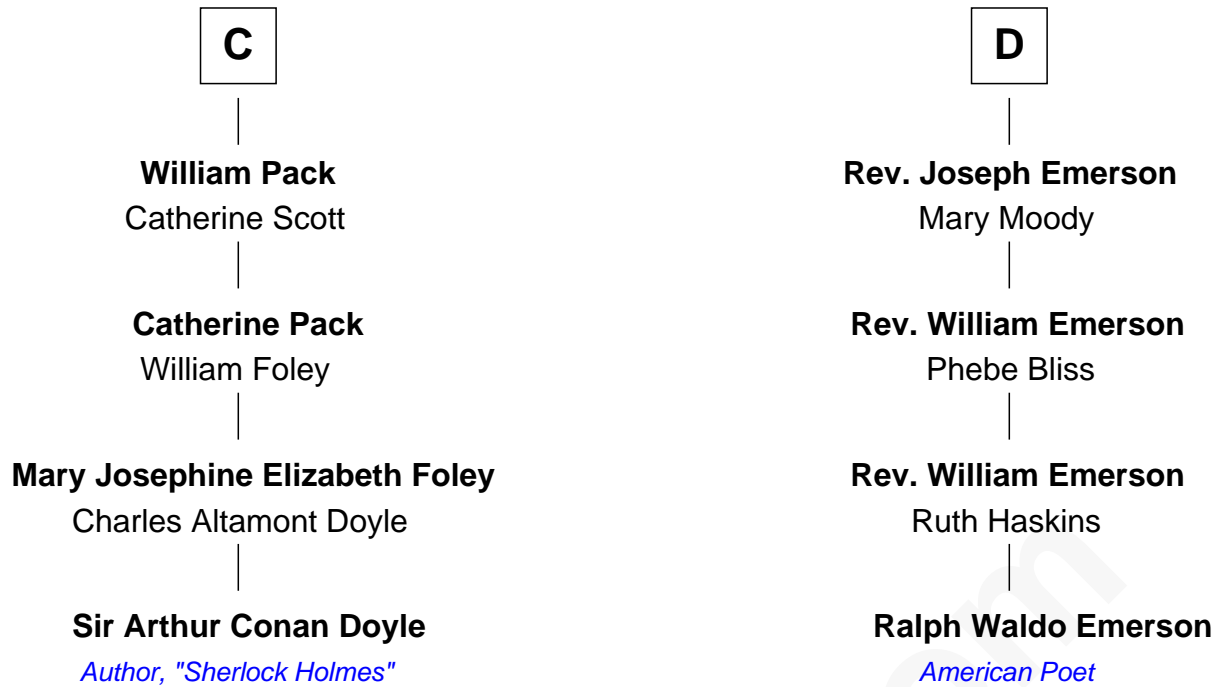 C
William Pack
Catherine Scott
Catherine Pack
William Foley
Mary Josephine Elizabeth Foley
Charles Altamont Doyle
Sir Arthur Conan Doyle
Author, "Sherlock Holmes"
D
Rev. Joseph Emerson
Mary Moody
Rev. William Emerson
Phebe Bliss
Rev. William Emerson
Ruth Haskins
Ralph Waldo Emerson
American Poet
om